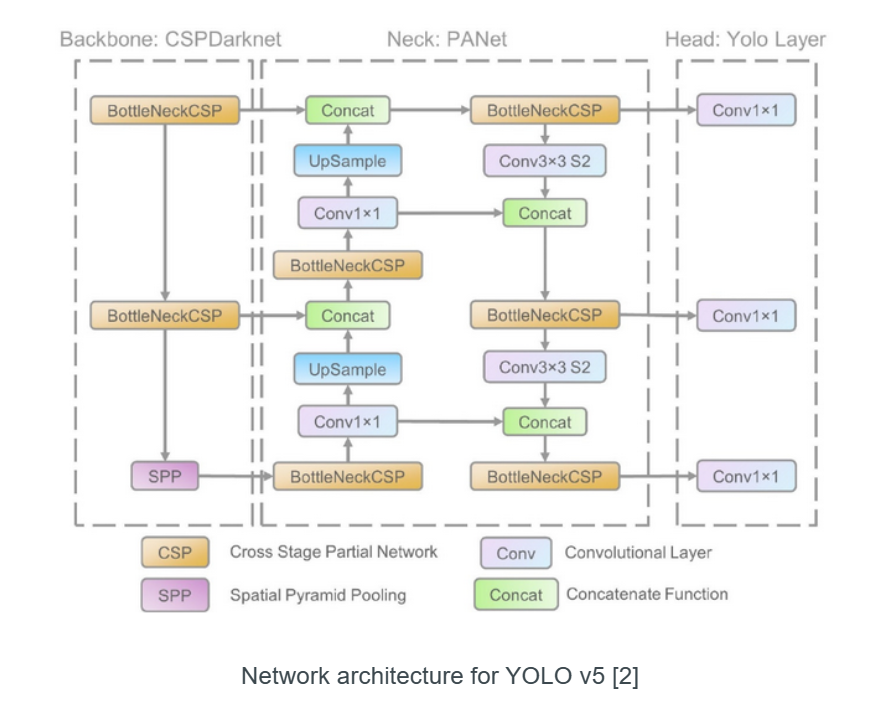 Backbone: CSPDarknet Neck: PANet Head: Yolo Layer
BottleNeckCSP Concat BottleNeckCSP Conv1×1
UpSample Conv3×3 S2
Conv1×1 Concat
BottleNeckCSP
BottleNeckCSP Concat BottleNeckCSP Conv1×1
UpSample Conv3×3 S2
Conv1×1 Concat
SPP BottleNeckCSP BottleNeckCSP Conv1×1
CSP Cross Stage Partial Network Conv Convolutional Layer
SPP Spatial Pyramid Pooling Concat Concatenate Function
Network architecture for YOLO v5 [2]